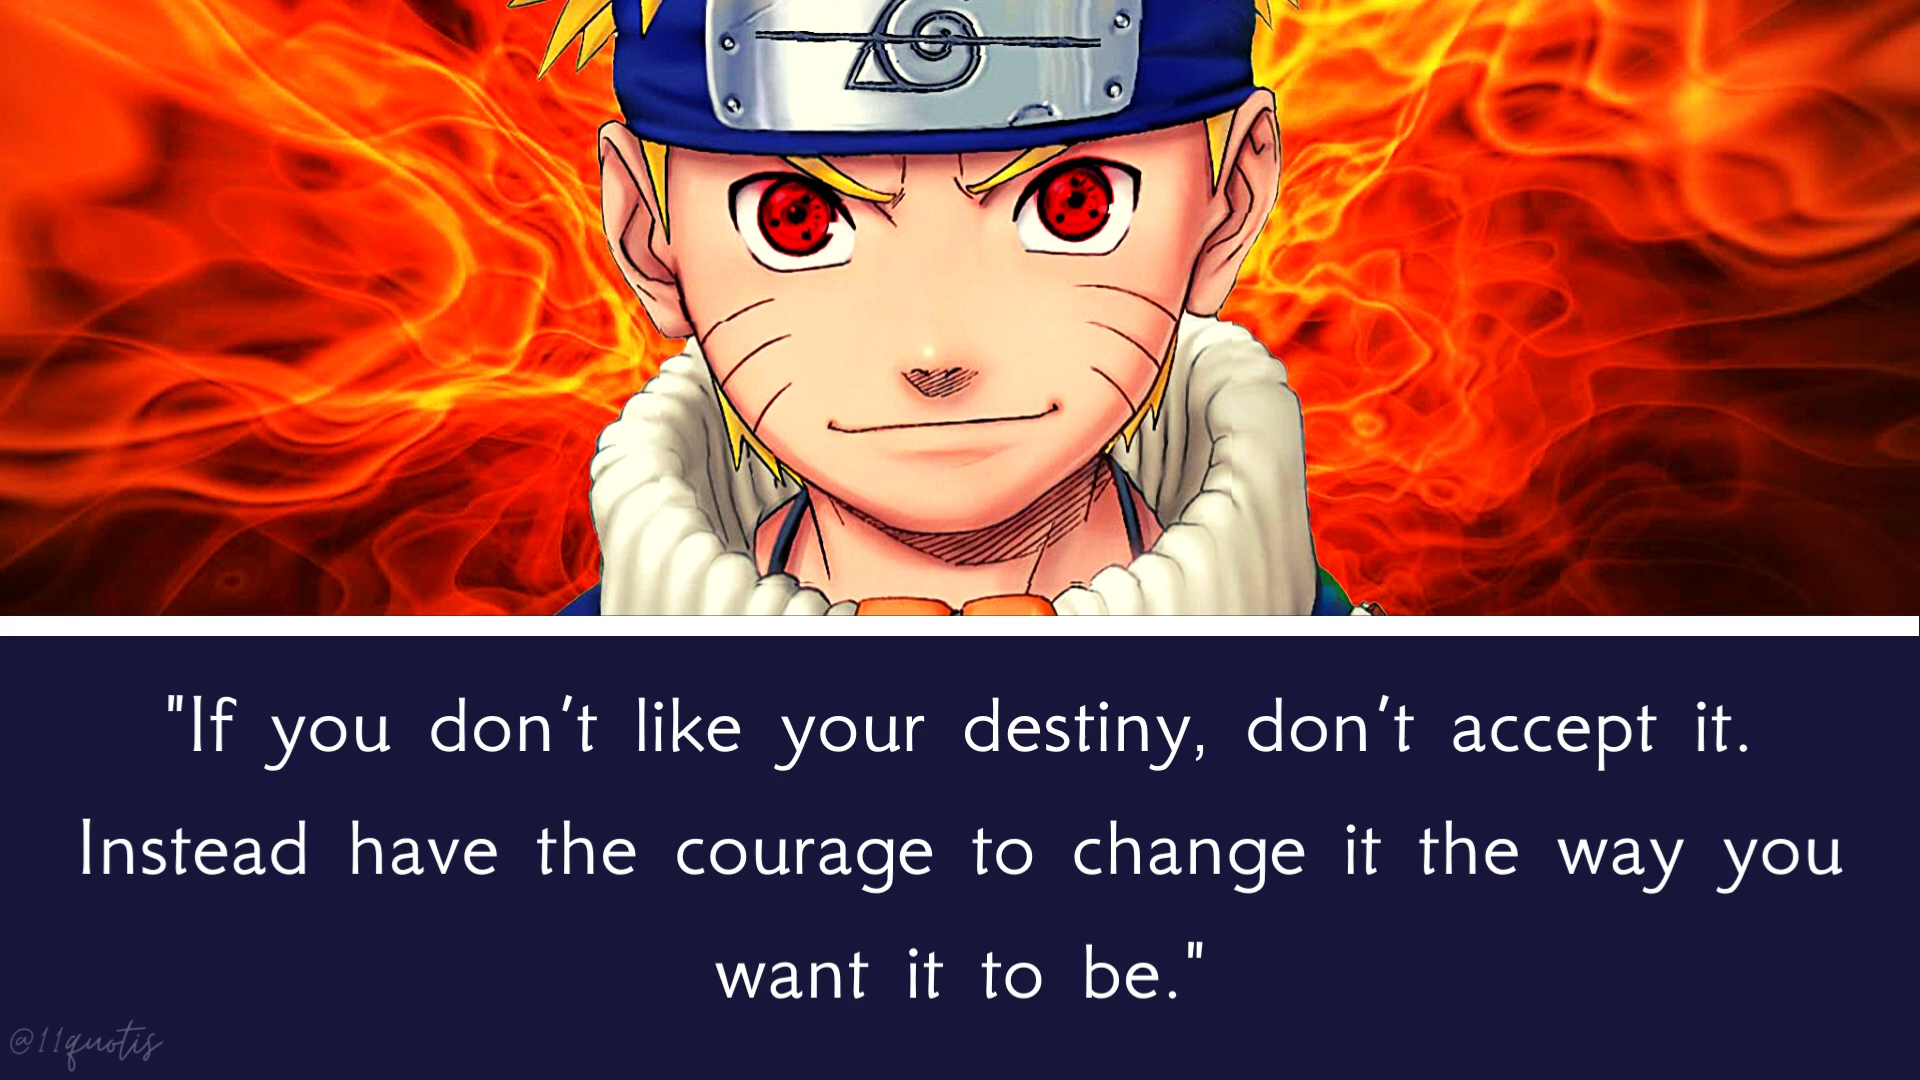 "If you don't like your destiny, don't accept it.
Instead have the courage to change it the way you
want it to be."
@11quotis